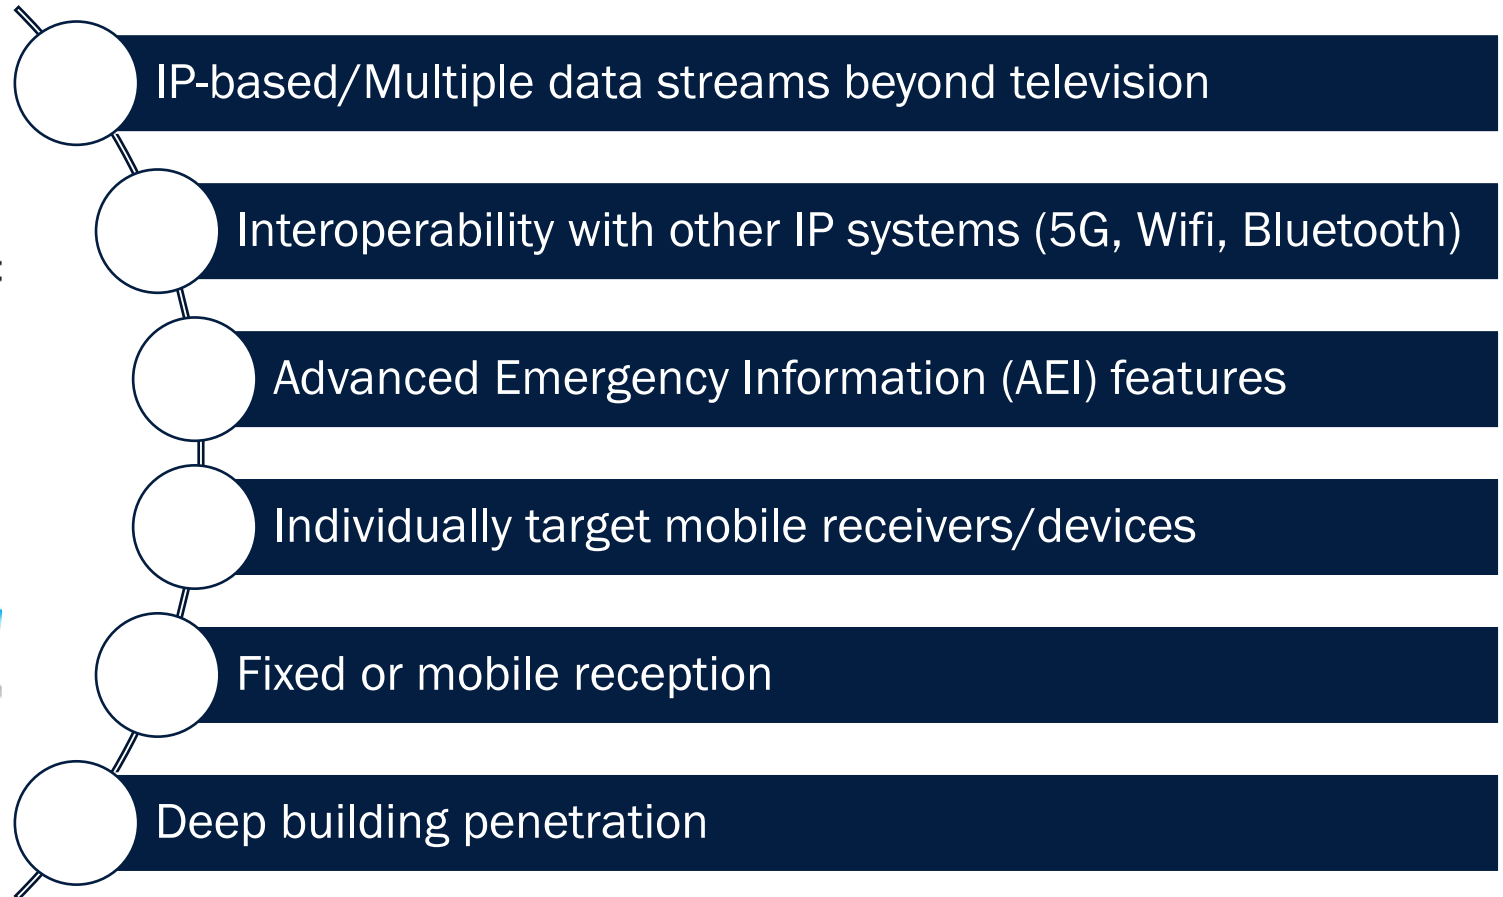 IP-based/Multiple data streams beyond television
Interoperability with other IP systems (5G, Wifi, Bluetooth)
Advanced Emergency Information (AEI) features
Individually target mobile receivers/devices
Fixed or mobile reception
Deep building penetration